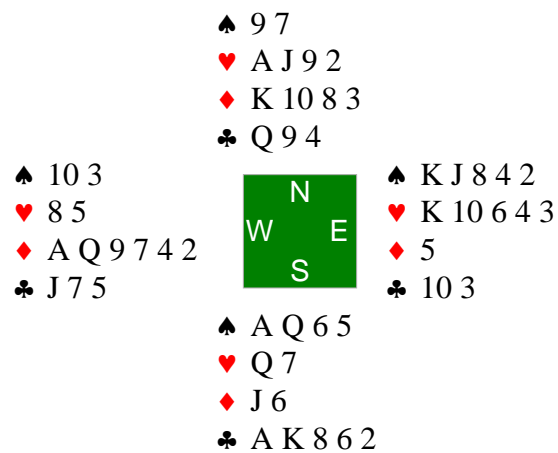 ♠ 9 7
♥ A J 9 2
♦ K 10 8 3
♣ Q 9 4
♠ 10 3
♥ 8 5
♦ A Q 9 7 4 2
♣ J 7 5
N
W E
S
♠ K J 8 4 2
♥ K 10 6 4 3
♦ 5
♣ 10 3
♠ A Q 6 5
♥ Q 7
♦ J 6
♣ A K 8 6 2